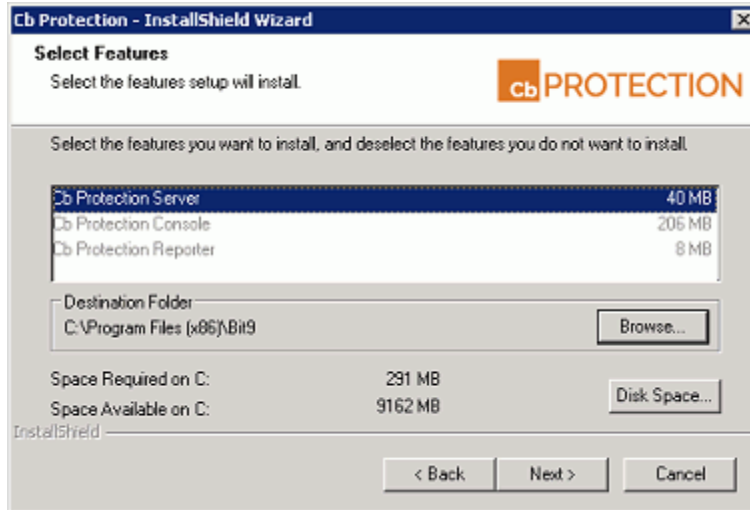 Cb Protection - InstallShield Wizard
Select Features
Select the features setup will install.
Cb PROTECTION
Select the features you want to install, and deselect the features you do not want to install.
Cb Protection Server 40 MB
Cb Protection Console 206 MB
Cb Protection Reporter 8 MB
Destination Folder
C:\Program Files (x86)\Bit9
Browse...
Space Required on C: 291 MB
Space Available on C: 9162 MB
Disk Space...
InstallShield
< Back Next > Cancel